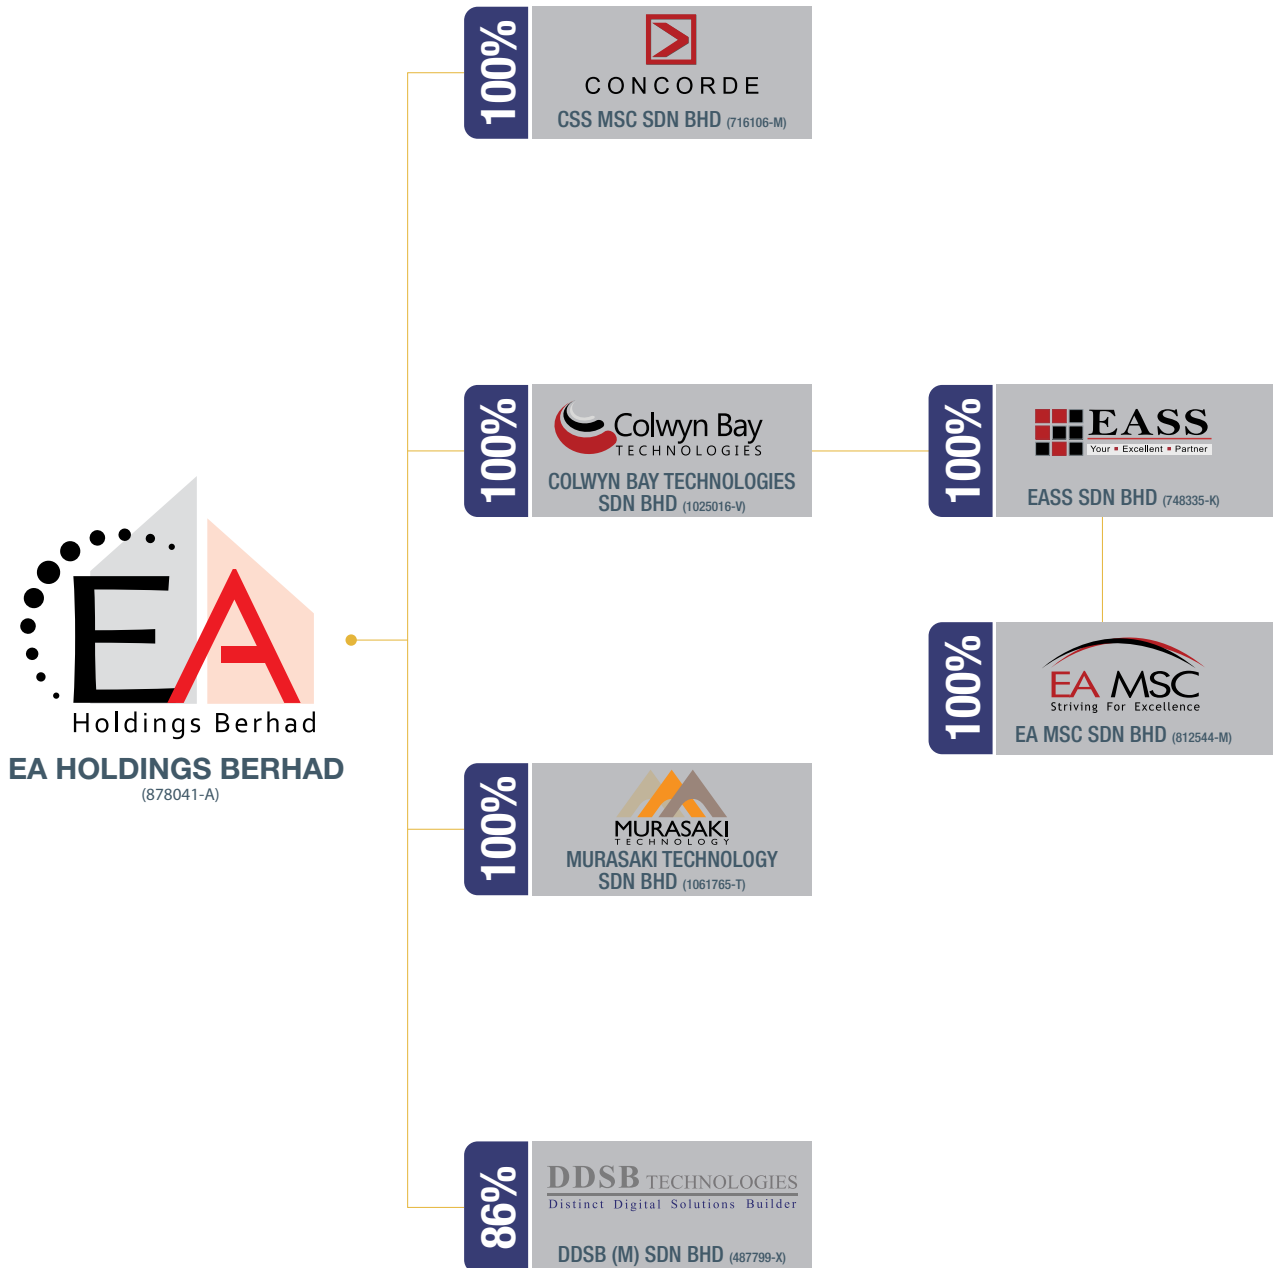 100%
CONCORDE
CSS MSC SDN BHD (716106-M)
100%
Colwyn Bay
TECHNOLOGIES
COLWYN BAY TECHNOLOGIES
SDN BHD (1025016-V)
100%
EASS
Your Excellent Partner
EASS SDN BHD (748335-K)
EA
Holdings Berhad
EA HOLDINGS BERHAD
(878041-A)
100%
EA MSC
Striving For Excellence
EA MSC SDN BHD (812544-M)
100%
MURASAKI
TECHNOLOGY
MURASAKI TECHNOLOGY
SDN BHD (1061765-T)
86%
DDSB TECHNOLOGIES
Distinct Digital Solutions Builder
DDSB (M) SDN BHD (487799-X)